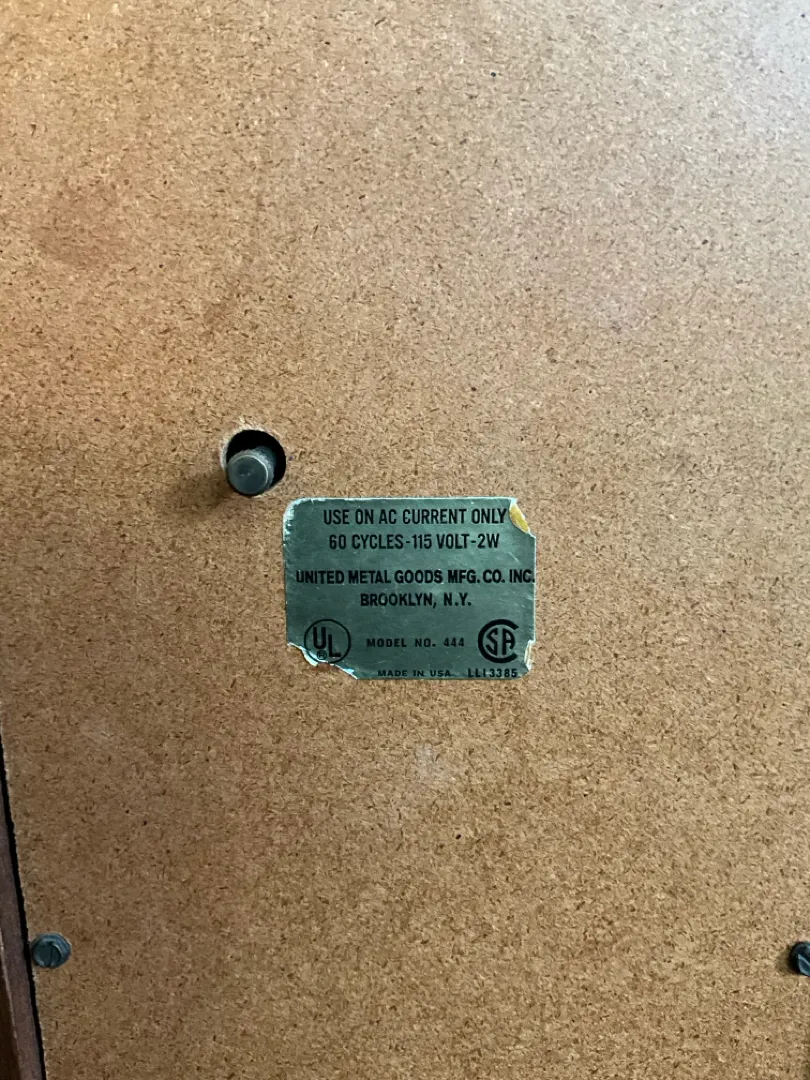 USE ON AC CURRENT ONLY
60 CYCLES-115 VOLT-2W
UNITED METAL GOODS MFG. CO. INC.
BROOKLYN, N.Y.
UL MODEL NO. 444 SA
MADE IN USA LLI3385